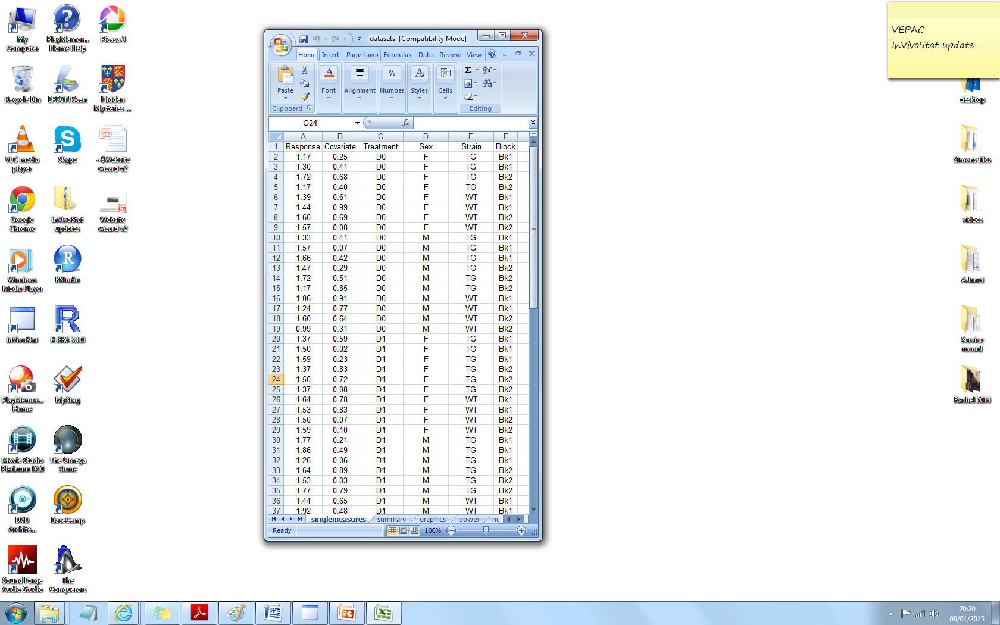 My Computer
PlayMemor... Home Help
Picasa 3
Recycle Bin
EPSON Scan
Hidden Mysteries ...
VLC media player
Skype
~$Website wizard v2
Google Chrome
InVivoStat updates
Website wizard v2
Windows Media Player
RStudio
InVivoStat
R i386 3.1.0
PlayMemor... Home
Mp3tag
Movie Studio Platinum 12.0
The Omega Stone
DVD Archite...
BaseCamp
Sound Forge Audio Studio
The Conquerors
datasets [Compatibility Mode]
Home Insert Page Layou Formulas Data Review View
Paste Font Alignment Number Styles Cells
Clipboard Editing
O24 fx
A B C D E F
1 Response Covariate Treatment Sex Strain Block
2 1.17 0.25 D0 F TG Bk1
3 1.30 0.41 D0 F TG Bk1
4 1.72 0.68 D0 F TG Bk2
5 1.17 0.40 D0 F TG Bk2
6 1.39 0.61 D0 F WT Bk1
7 1.44 0.99 D0 F WT Bk1
8 1.60 0.69 D0 F WT Bk2
9 1.57 0.08 D0 F WT Bk2
10 1.33 0.41 D0 M TG Bk1
11 1.57 0.07 D0 M TG Bk1
12 1.66 0.42 D0 M TG Bk1
13 1.47 0.29 D0 M TG Bk2
14 1.72 0.51 D0 M TG Bk2
15 1.17 0.85 D0 M TG Bk2
16 1.06 0.91 D0 M WT Bk1
17 1.24 0.77 D0 M WT Bk1
18 1.60 0.64 D0 M WT Bk2
19 0.99 0.31 D0 M WT Bk2
20 1.37 0.59 D1 F TG Bk1
21 1.50 0.02 D1 F TG Bk1
22 1.59 0.23 D1 F TG Bk1
23 1.37 0.83 D1 F TG Bk2
24 1.50 0.72 D1 F TG Bk2
25 1.37 0.08 D1 F TG Bk2
26 1.64 0.78 D1 F WT Bk1
27 1.53 0.83 D1 F WT Bk1
28 1.50 0.07 D1 F WT Bk2
29 1.59 0.10 D1 F WT Bk2
30 1.77 0.21 D1 M TG Bk1
31 1.86 0.49 D1 M TG Bk1
32 1.26 0.06 D1 M TG Bk1
33 1.64 0.89 D1 M TG Bk2
34 1.53 0.03 D1 M TG Bk2
35 1.77 0.79 D1 M TG Bk2
36 1.44 0.65 D1 M WT Bk1
37 1.92 0.48 D1 M WT Bk1
singlemeasures summary graphics power
Ready 100%
VEPAC
InVivoStat update
desktop
Simons files
videos
AJanet
Service record
Rachel 2014
20:20
06/01/2015